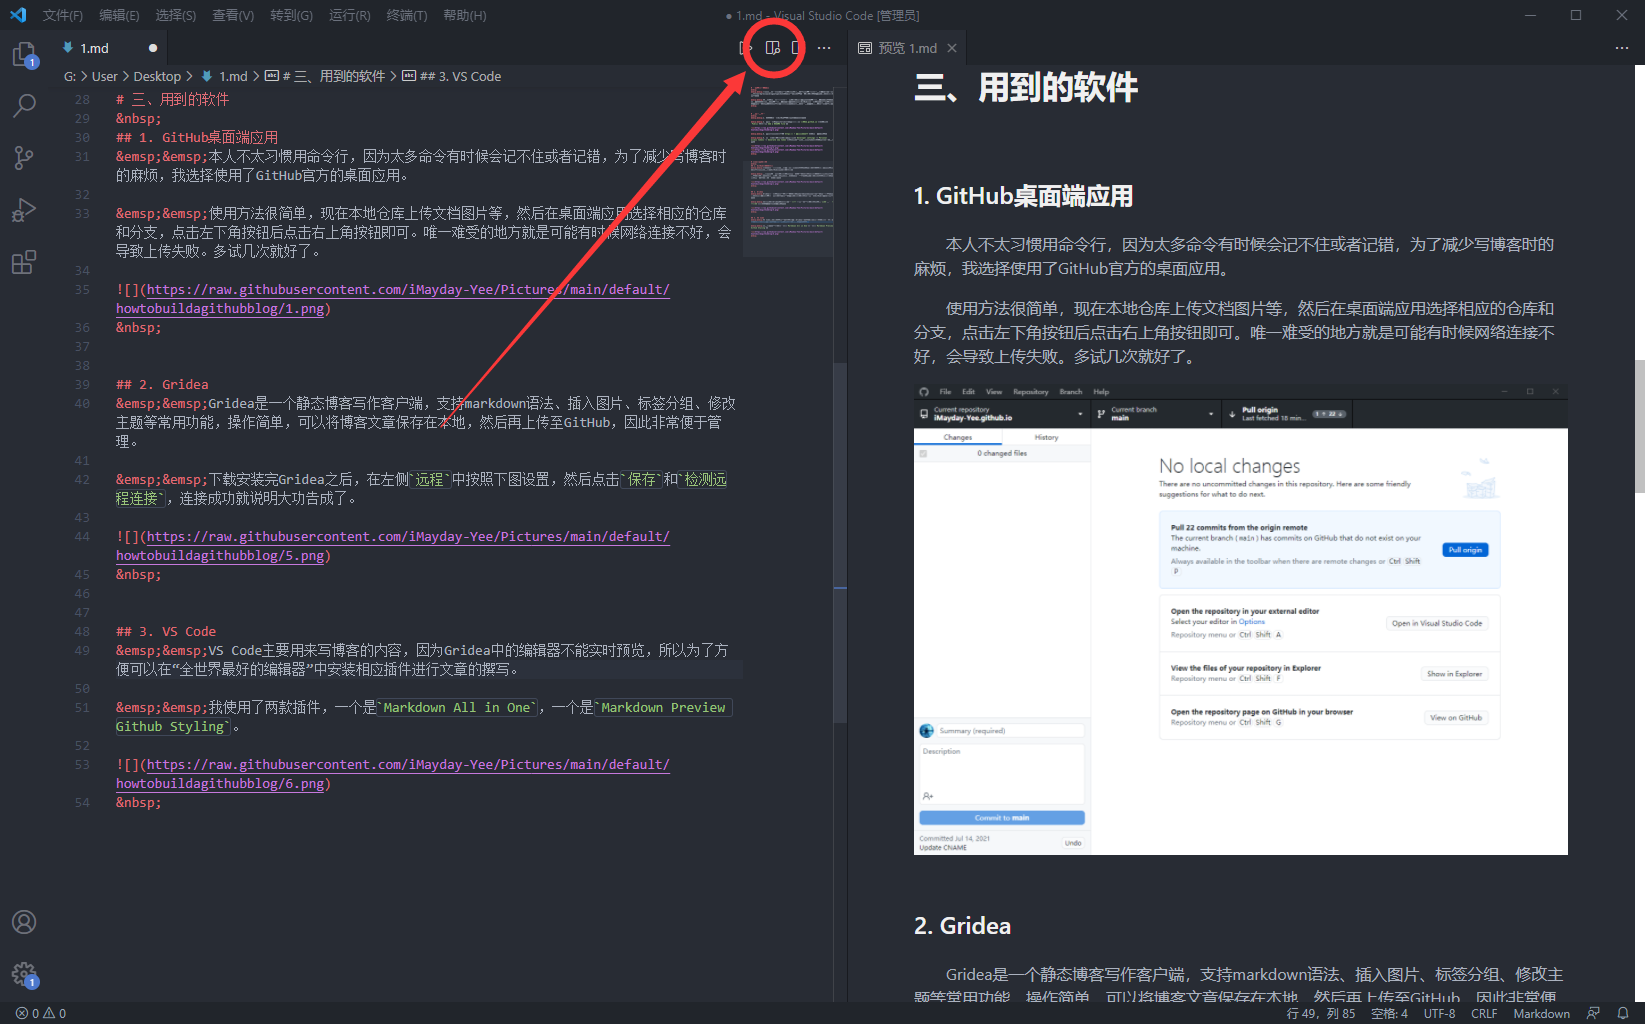 文件(F) 编辑(E) 选择(S) 查看(V) 转到(G) 运行(R) 终端(T) 帮助(H)
● 1.md - Visual Studio Code [管理员]
1.md ●
G: > User > Desktop > 1.md > # 三、用到的软件 > ## 3. VS Code
28 # 三、用到的软件
29 &nbsp;
30 ## 1. GitHub桌面端应用
31 &emsp;&emsp;本人不太习惯用命令行，因为太多命令有时候会记不住或者记错，为了减少写博客时
的麻烦，我选择使用了GitHub官方的桌面应用。
32
33 &emsp;&emsp;使用方法很简单，现在本地仓库上传文档图片等，然后在桌面端应用选择相应的仓库
和分支，点击左下角按钮后点击右上角按钮即可。唯一难受的地方就是可能有时候网络连接不好，会
导致上传失败。多试几次就好了。
34
35 ![](https://raw.githubusercontent.com/iMayday-Yee/Pictures/main/default/
howtobuildagithubblog/1.png)
36 &nbsp;
37
38
39 ## 2. Gridea
40 &emsp;&emsp;Gridea是一个静态博客写作客户端，支持markdown语法、插入图片、标签分组、修改
主题等常用功能，操作简单，可以将博客文章保存在本地，然后再上传至GitHub，因此非常便于管
理。
41
42 &emsp;&emsp;下载安装完Gridea之后，在左侧`远程`中按照下图设置，然后点击`保存`和`检测远
程连接`，连接成功就说明大功告成了。
43
44 ![](https://raw.githubusercontent.com/iMayday-Yee/Pictures/main/default/
howtobuildagithubblog/5.png)
45 &nbsp;
46
47
48 ## 3. VS Code
49 &emsp;&emsp;VS Code主要用来写博客的内容，因为Gridea中的编辑器不能实时预览，所以为了方
便可以在“全世界最好的编辑器”中安装相应插件进行文章的撰写。
50
51 &emsp;&emsp;我使用了两款插件，一个是`Markdown All in One`，一个是`Markdown Preview
Github Styling`。
52
53 ![](https://raw.githubusercontent.com/iMayday-Yee/Pictures/main/default/
howtobuildagithubblog/6.png)
54 &nbsp;
预览 1.md
三、用到的软件
1. GitHub桌面端应用
本人不太习惯用命令行，因为太多命令有时候会记不住或者记错，为了减少写博客时的
麻烦，我选择使用了GitHub官方的桌面应用。
使用方法很简单，现在本地仓库上传文档图片等，然后在桌面端应用选择相应的仓库和
分支，点击左下角按钮后点击右上角按钮即可。唯一难受的地方就是可能有时候网络连接不
好，会导致上传失败。多试几次就好了。
File Edit View Repository Branch Help
Current repository
iMayday-Yee.github.io
Current branch
main
Pull origin
Last fetched 18 min...
1 22
Changes History
0 changed files
No local changes
There are no uncommitted changes in this repository. Here are some friendly
suggestions for what to do next.
Pull 22 commits from the origin remote
The current branch (main) has commits on GitHub that do not exist on your
machine.
Always available in the toolbar when there are remote changes or Ctrl Shift
P
Pull origin
Open the repository in your external editor
Select your editor in Options
Repository menu or Ctrl Shift A
Open in Visual Studio Code
View the files of your repository in Explorer
Repository menu or Ctrl Shift F
Show in Explorer
Open the repository page on GitHub in your browser
Repository menu or Ctrl Shift G
View on GitHub
Summary (required)
Description
Commit to main
Committed Jul 14, 2021
Update CNAME
Undo
2. Gridea
Gridea是一个静态博客写作客户端，支持markdown语法、插入图片、标签分组、修改主
题等常用功能，操作简单，可以将博客文章保存在本地，然后再上传至GitHub，因此非常便
1
1
0 0
行 49，列 85 空格: 4 UTF-8 CRLF Markdown